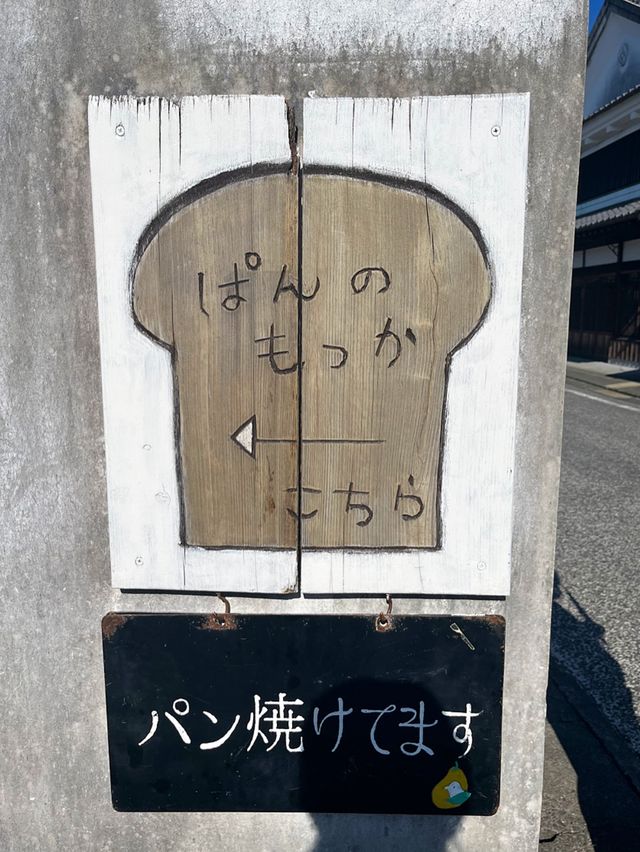 ぱんの
もっか
こちら
パン焼けてます